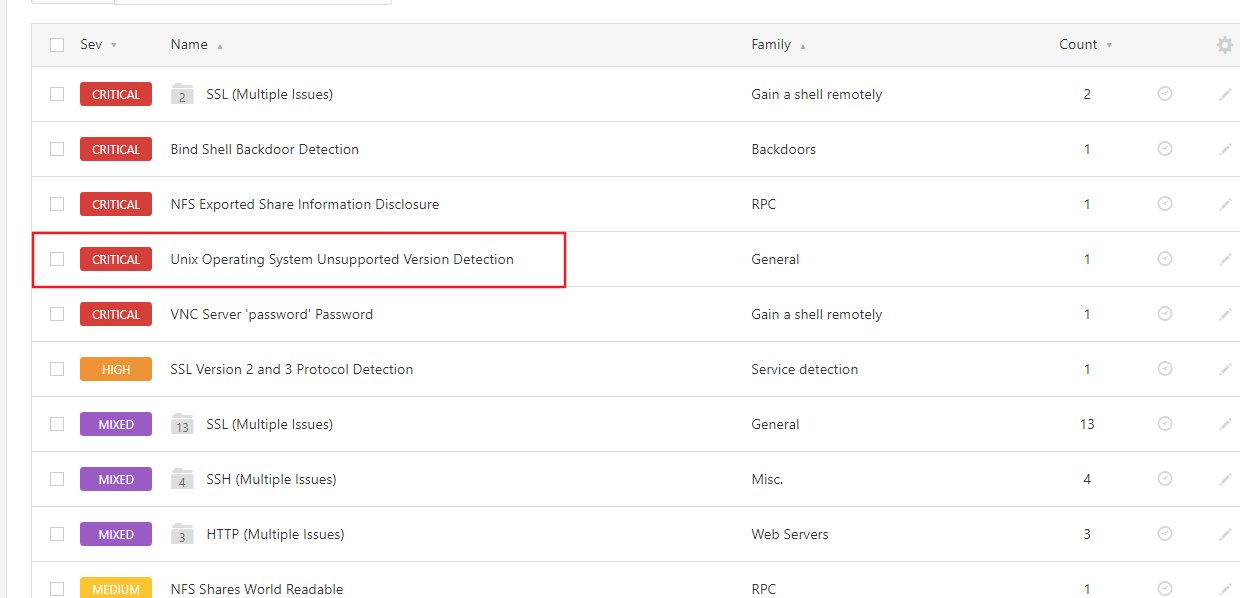 Sev Name Family Count
CRITICAL 2 SSL (Multiple Issues) Gain a shell remotely 2
CRITICAL Bind Shell Backdoor Detection Backdoors 1
CRITICAL NFS Exported Share Information Disclosure RPC 1
CRITICAL Unix Operating System Unsupported Version Detection General 1
CRITICAL VNC Server 'password' Password Gain a shell remotely 1
HIGH SSL Version 2 and 3 Protocol Detection Service detection 1
MIXED 13 SSL (Multiple Issues) General 13
MIXED 4 SSH (Multiple Issues) Misc. 4
MIXED 3 HTTP (Multiple Issues) Web Servers 3
MEDIUM NFS Shares World Readable RPC 1